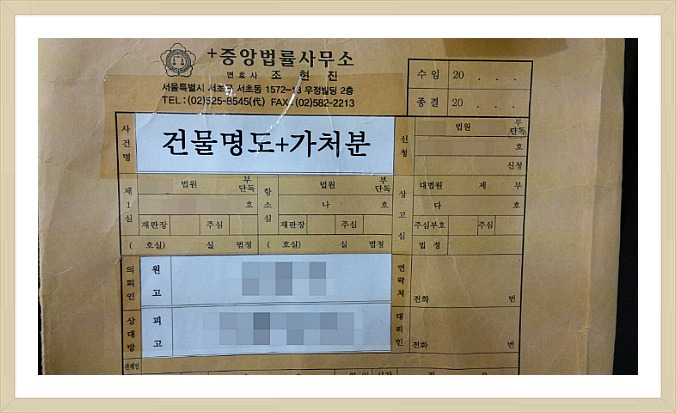 +중앙법률사무소
변호사 조현진
서울특별시 서초구 서초동 1572-13 우정빌딩 2층
TEL:(02)525-8545(代) FAX:(02)582-2213
수임 20 . . .
종결 20 . . .
사건명
건물명도+가처분
신청
법원 부 단독
호
신청
제1심
법원 부 단독
호
재판장 주심
( 호실) 실 법정
항소심
법원 부 단독
나 호
재판장 주심
( 호실) 실 법정
상고심
대법원 제 부
다 호
주심부호 주심
법정
의뢰인
원고
연락처
전화 번
상대방
피고
대리인
전화 번